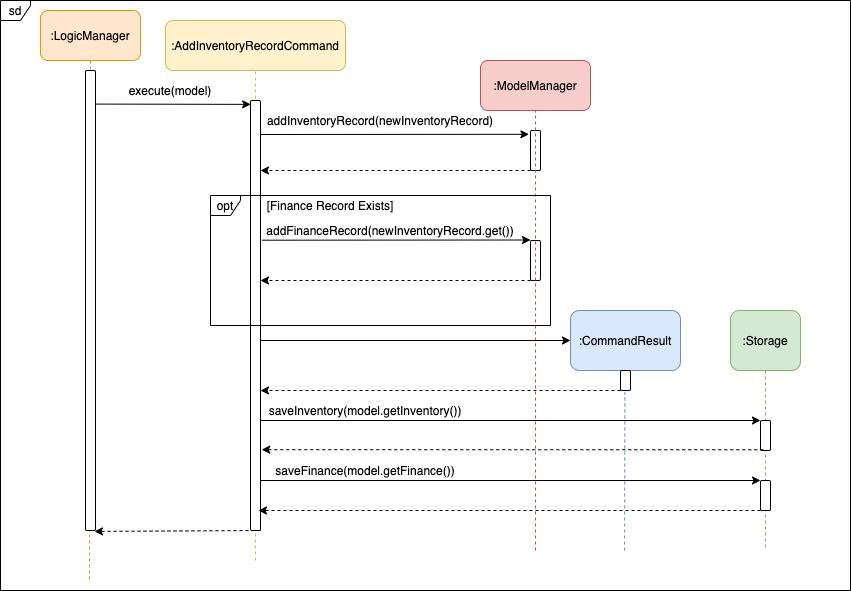 sd
:LogicManager
:AddInventoryRecordCommand
:ModelManager
execute(model)
addInventoryRecord(newInventoryRecord)
opt
[Finance Record Exists]
addFinanceRecord(newInventoryRecord.get())
:CommandResult
:Storage
saveInventory(model.getInventory())
saveFinance(model.getFinance())